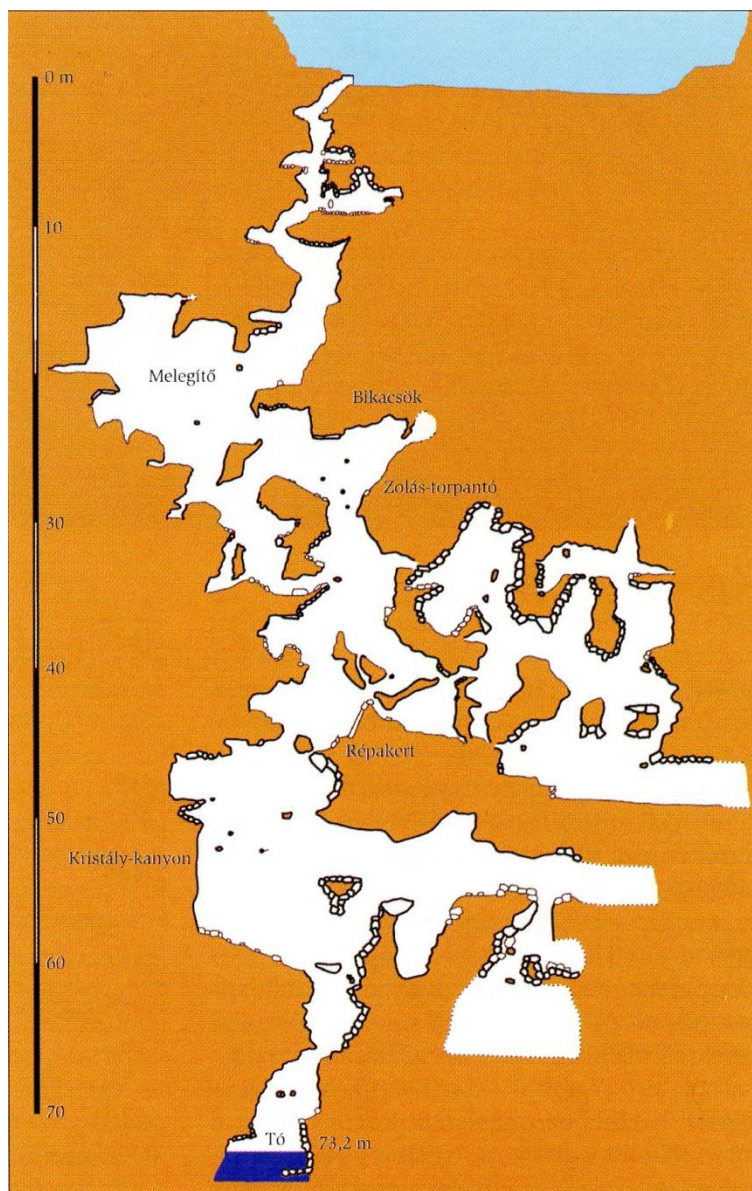 0 m
10
Melegítő
Bikacsök
Zolás-torpantó
30
40
Répakert
50
Kristály-kanyon
60
70
Tó
73,2 m